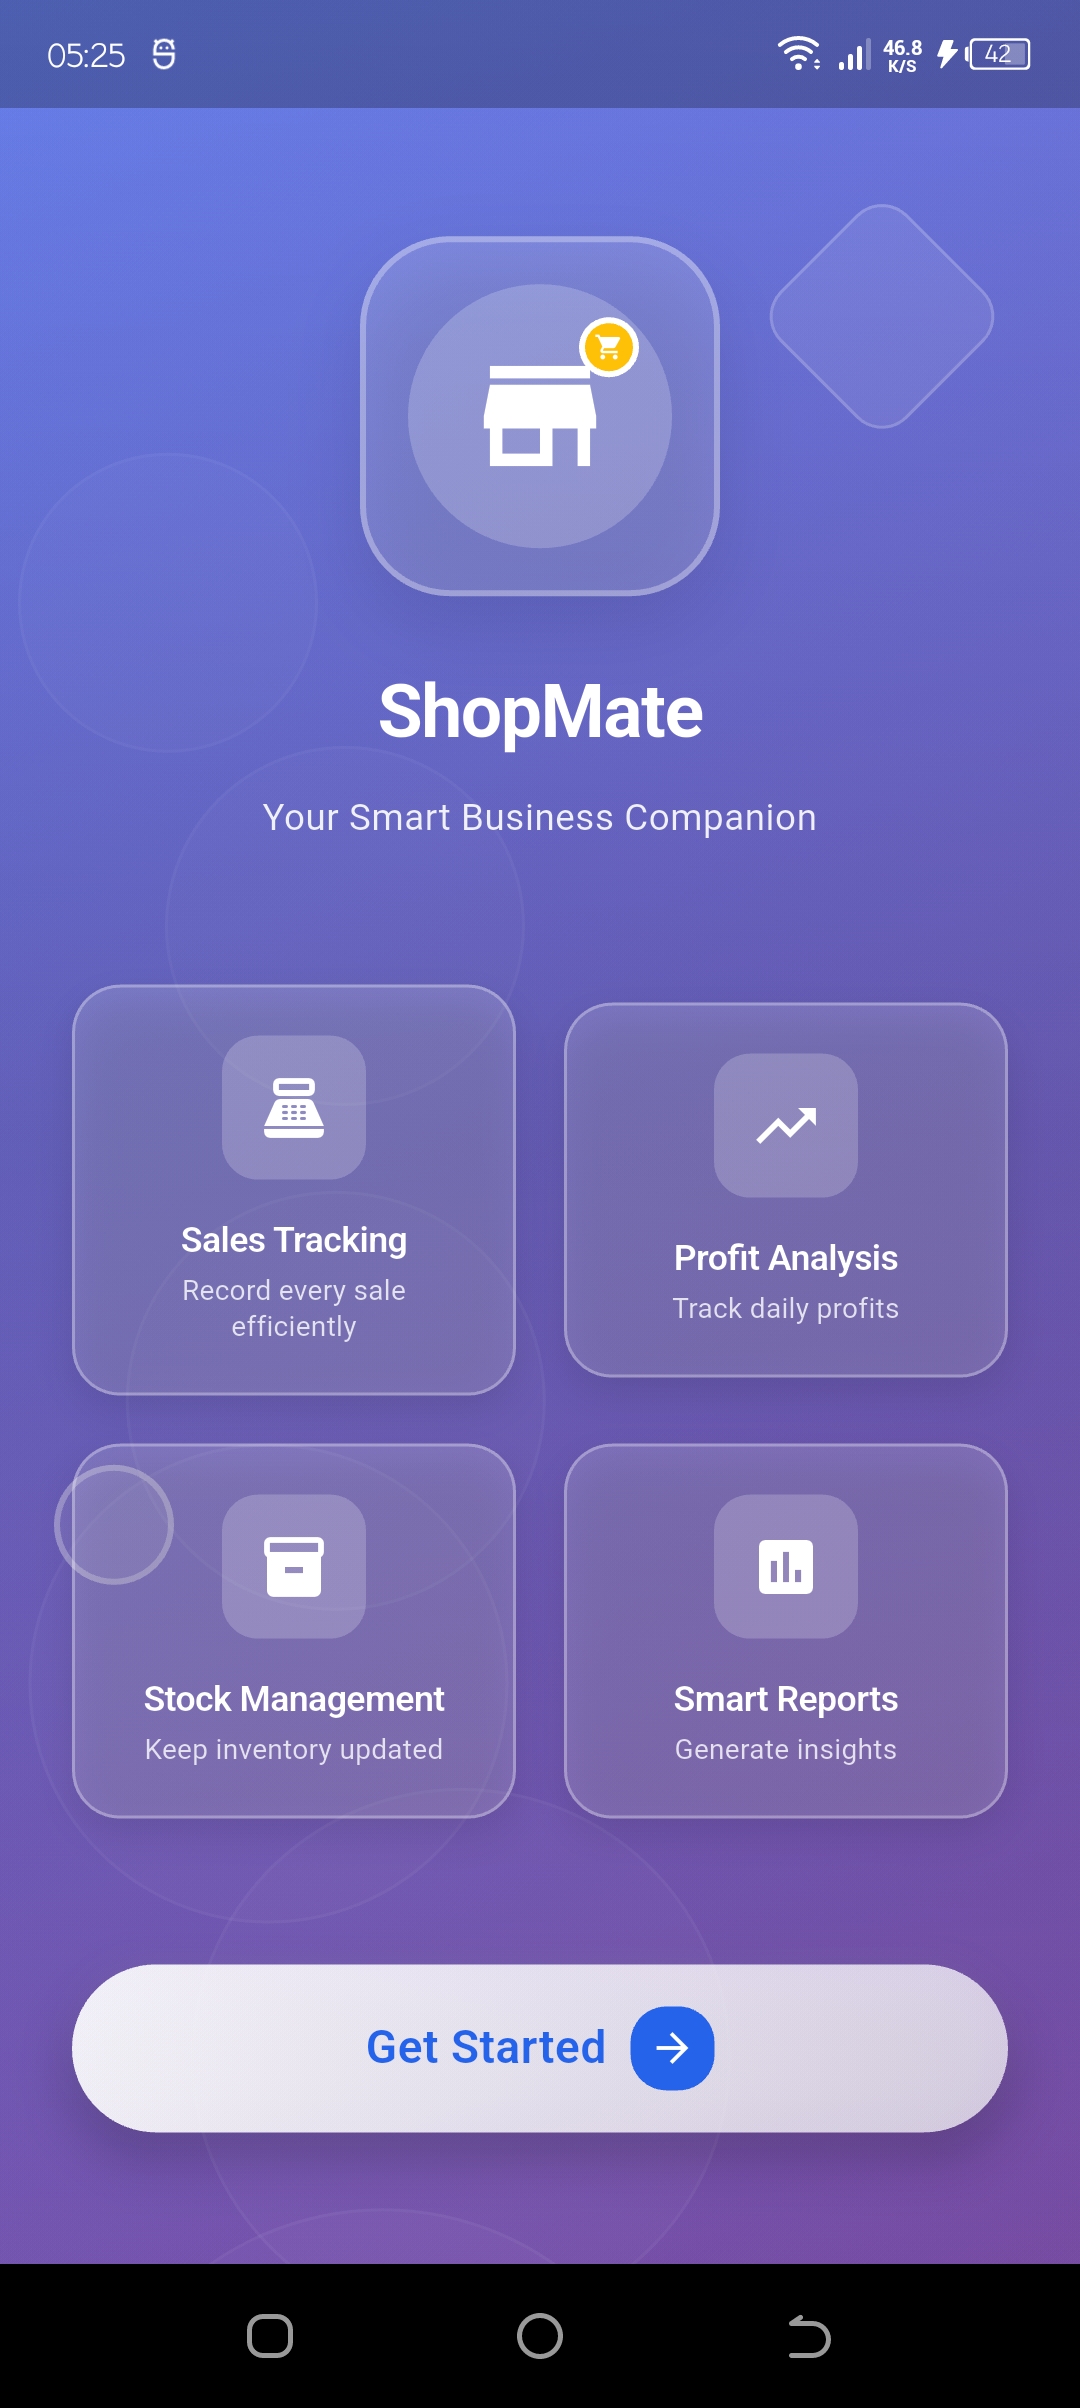 05:25
46.8
K/S
42
ShopMate
Your Smart Business Companion
Sales Tracking
Record every sale
efficiently
Profit Analysis
Track daily profits
Stock Management
Keep inventory updated
Smart Reports
Generate insights
Get Started